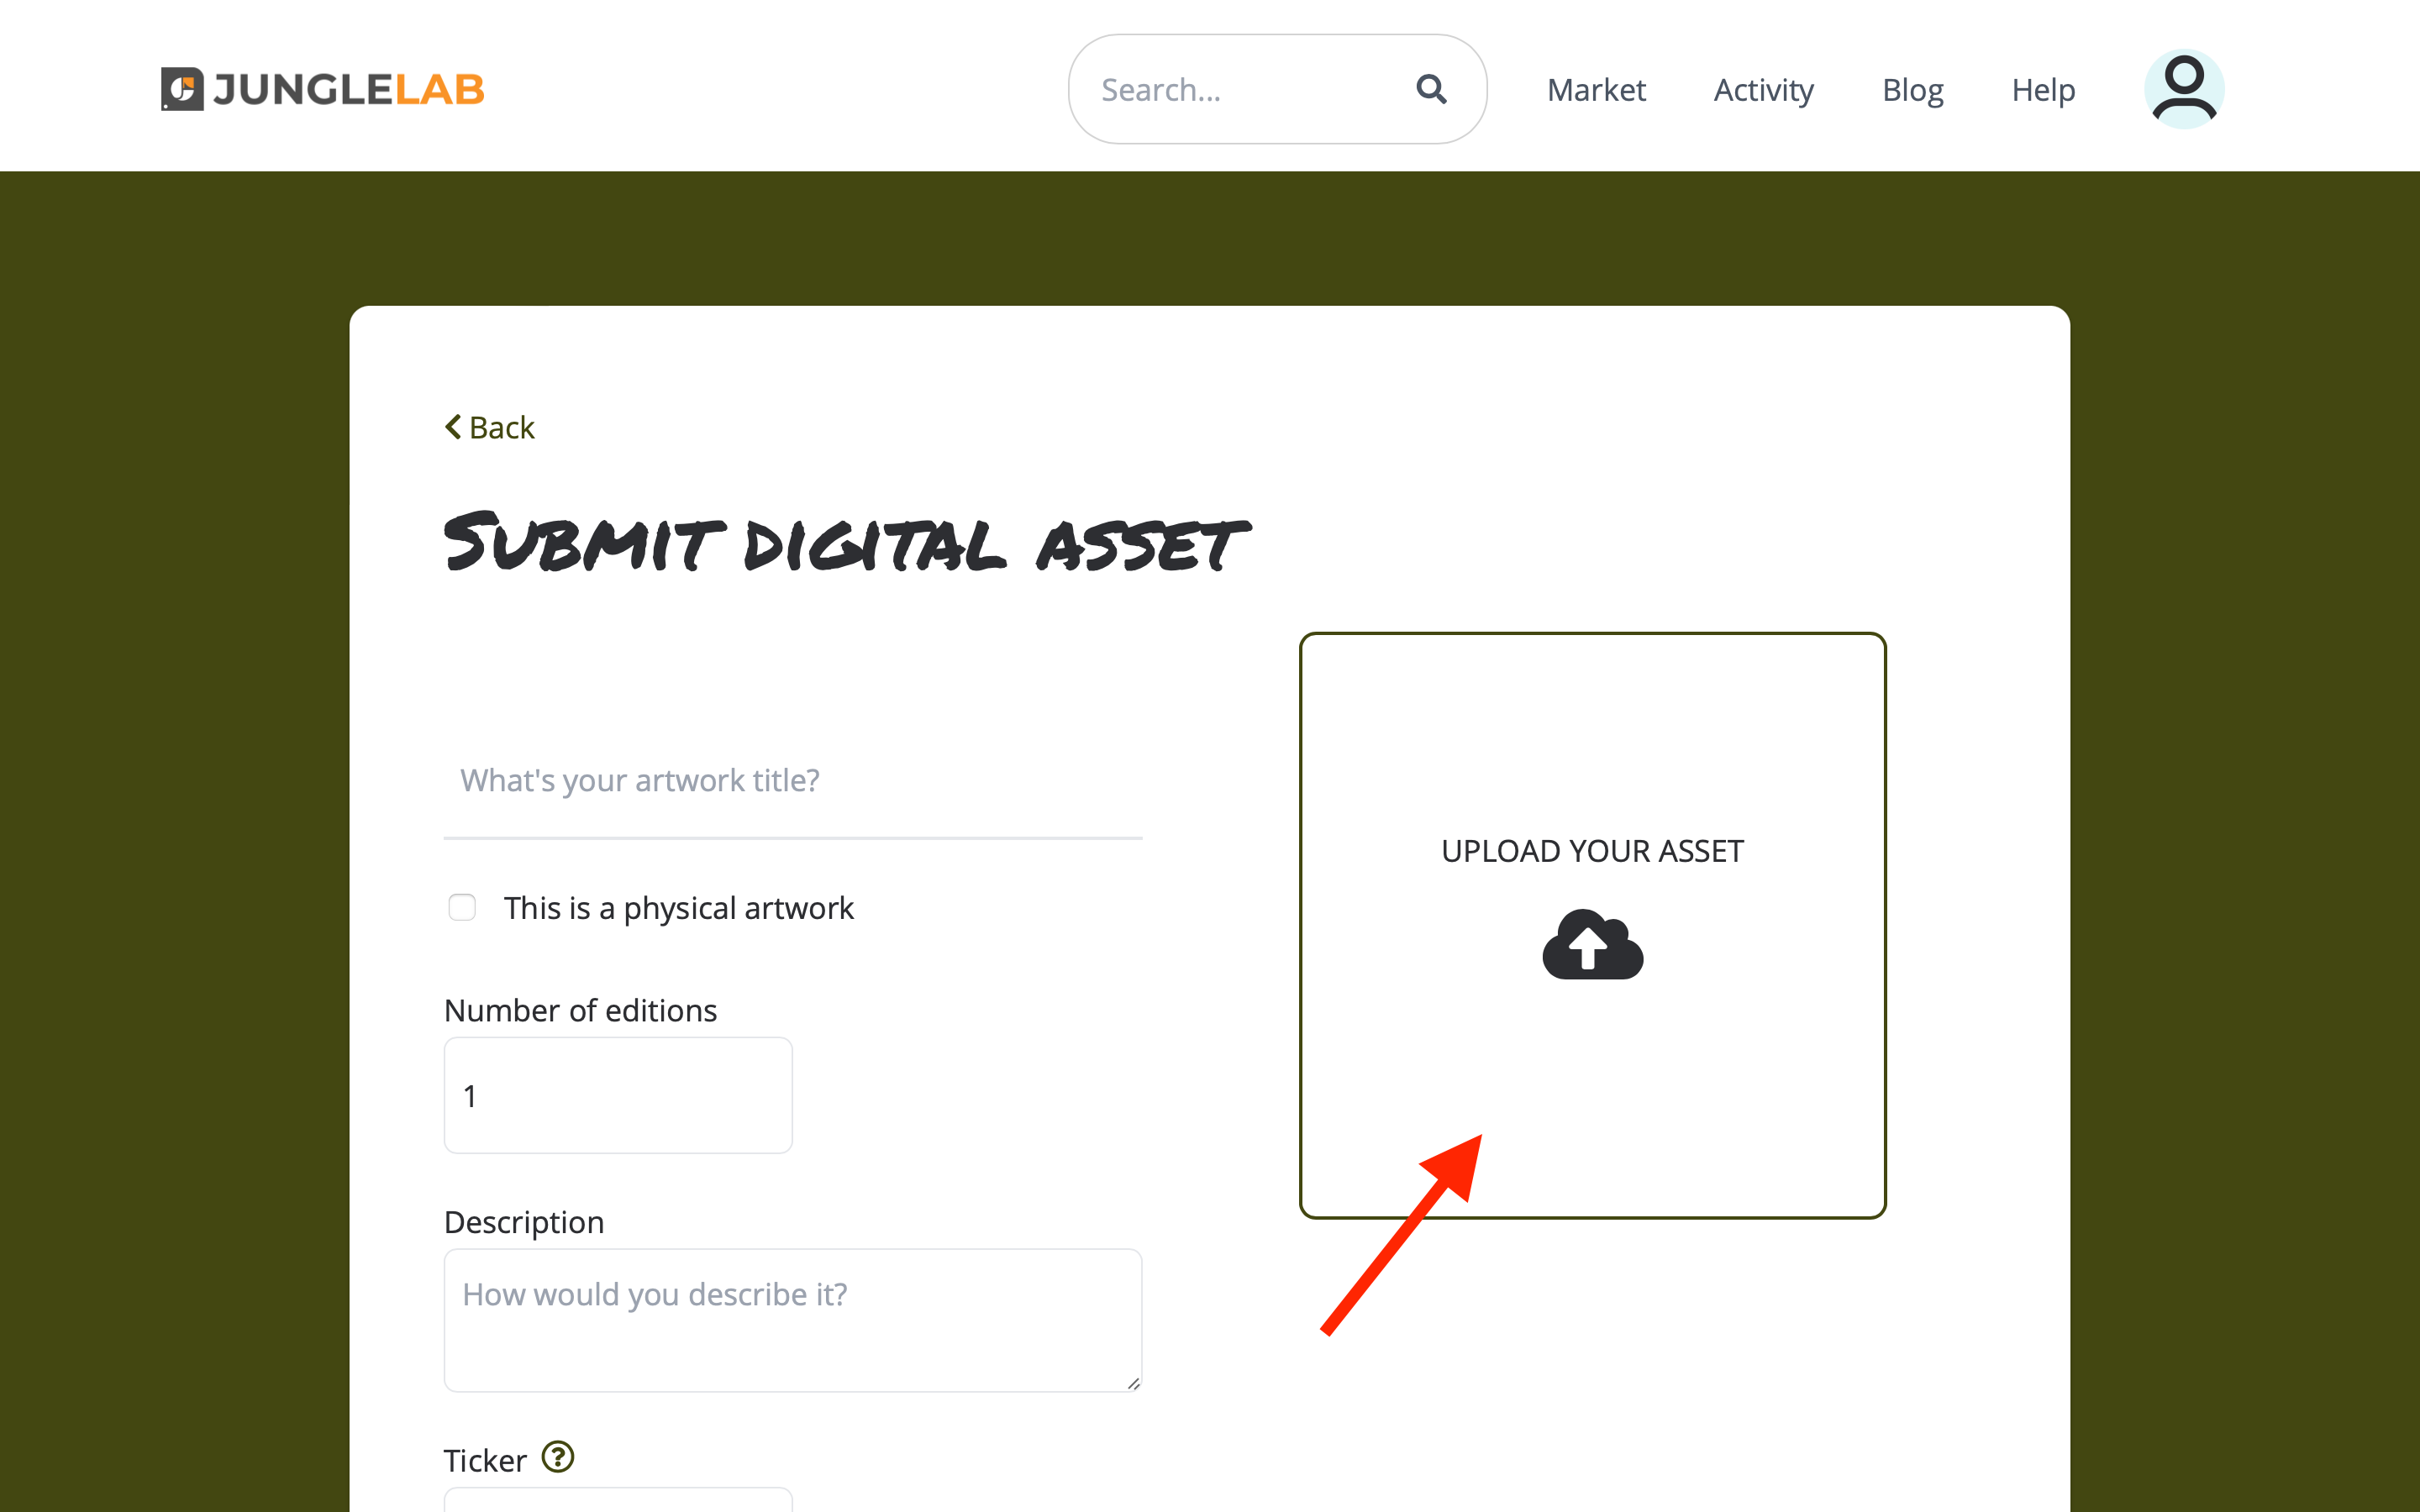 JUNGLELAB
Search...
Market
Activity
Blog
Help
Back
Submit digital asset
What's your artwork title?
This is a physical artwork
Number of editions
1
Description
How would you describe it?
Ticker ?
UPLOAD YOUR ASSET